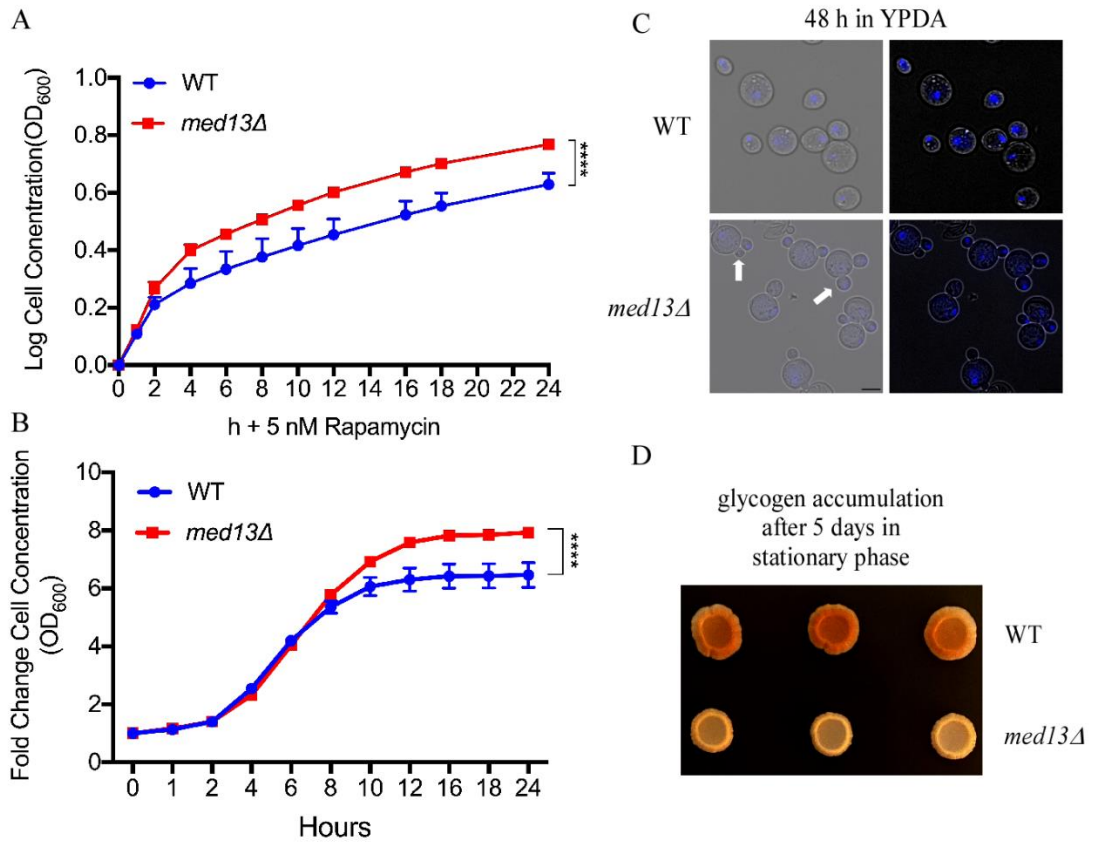 A
WT
med13Δ
Log Cell Conentration(OD600)
1.0
0.8
0.6
0.4
0.2
0.0
0 2 4 6 8 10 12 14 16 18 20 22 24
****
h + 5 nM Rapamycin
B
WT
med13Δ
Fold Change Cell Concentration
(OD600)
10
8
6
4
2
0
0 1 2 4 6 8 10 12 16 18 24
****
Hours
C
48 h in YPDA
WT
med13Δ
D
glycogen accumulation
after 5 days in
stationary phase
WT
med13Δ